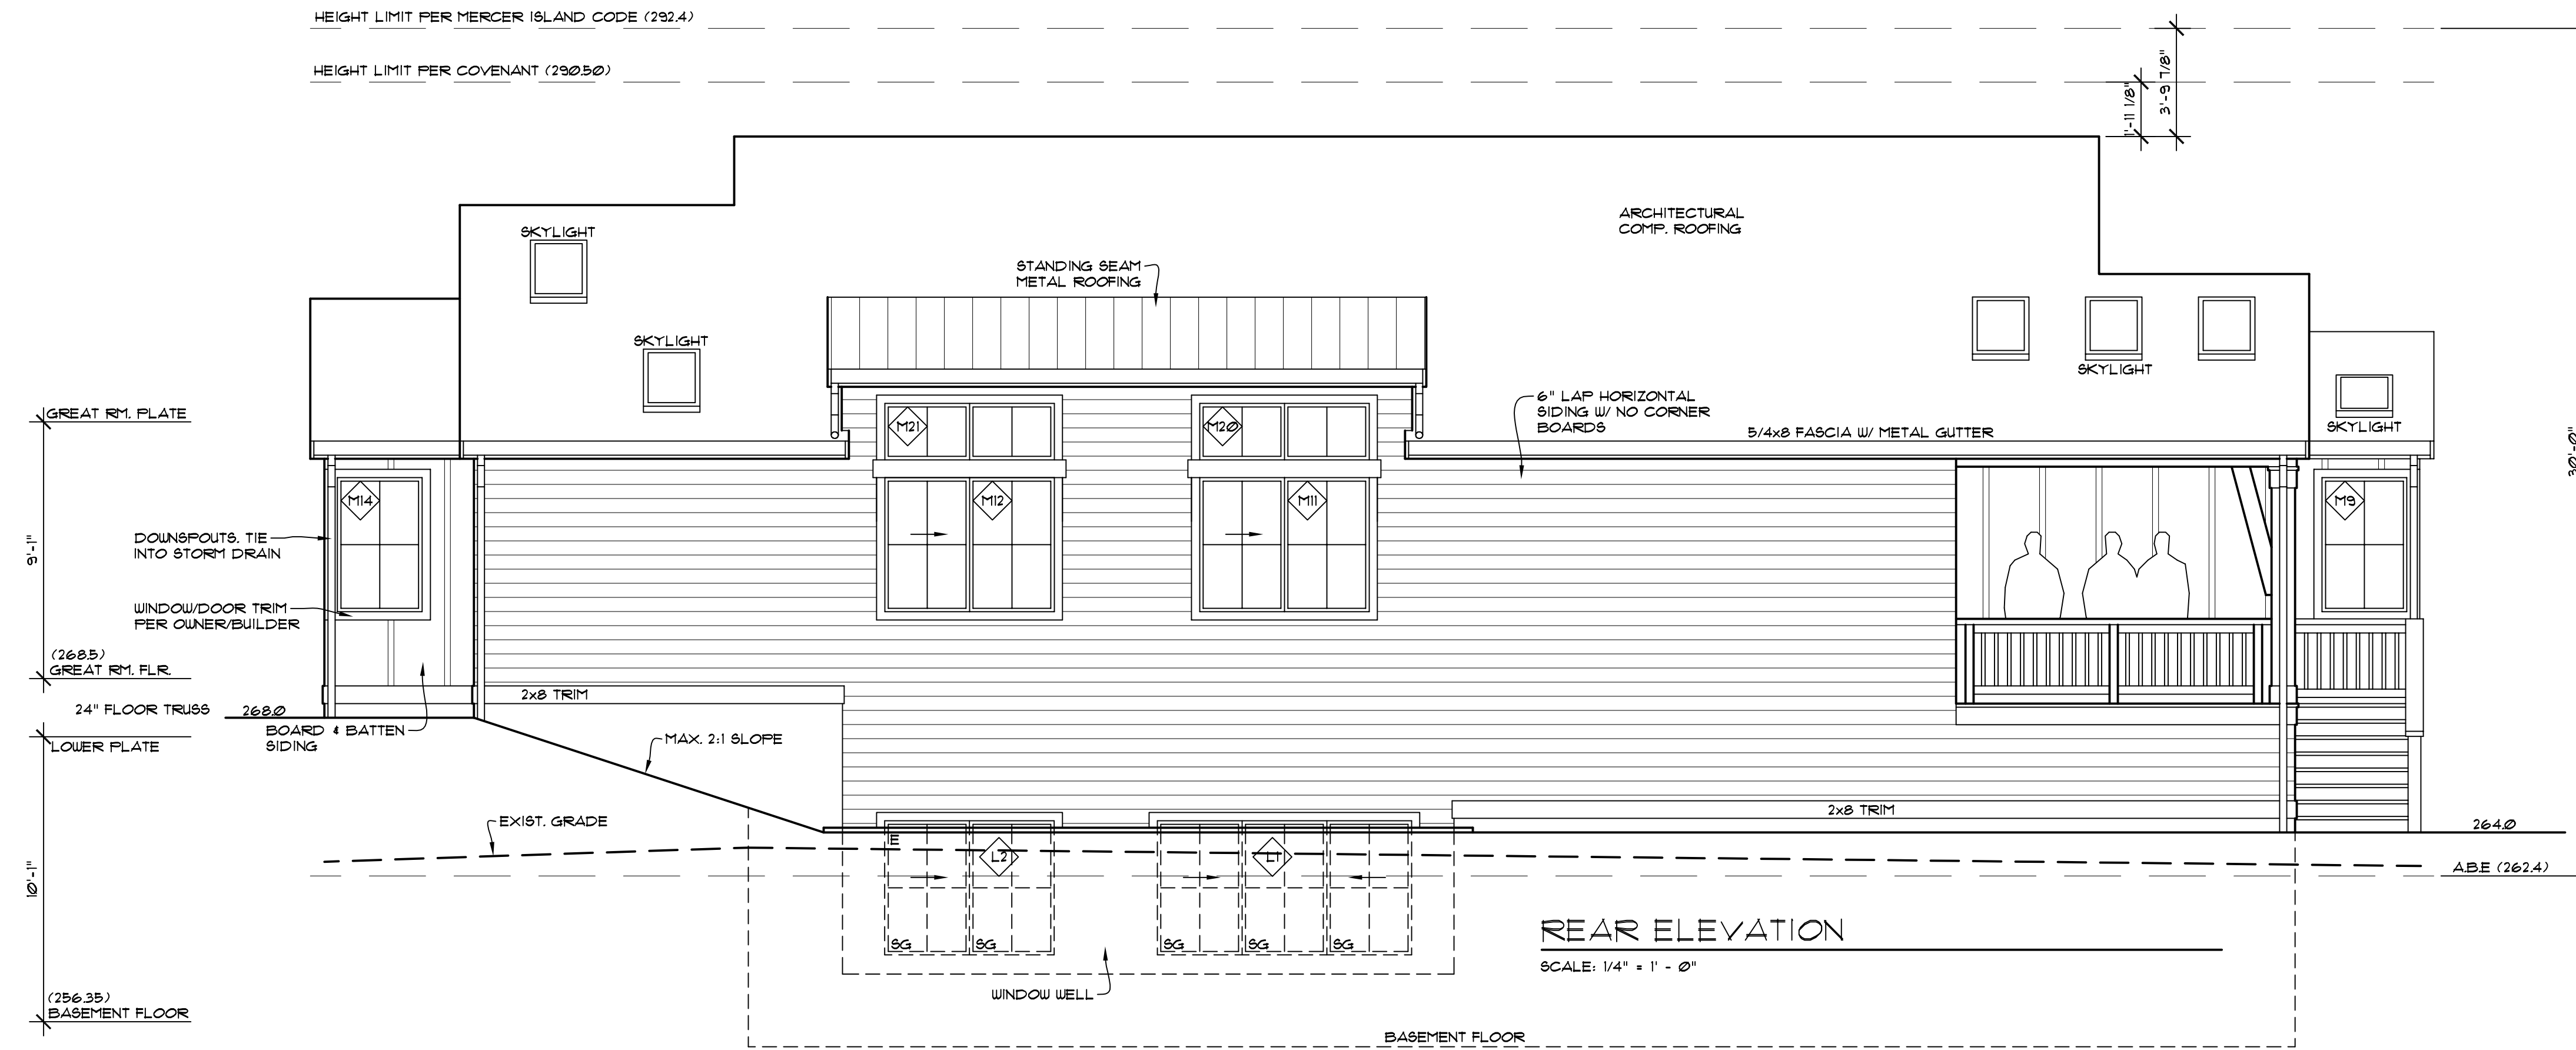 HEIGHT LIMIT PER MERCER ISLAND CODE (292.4)
HEIGHT LIMIT PER COVENANT (290.50)
1'-11 1/8"
3'-9 7/8"
ARCHITECTURAL
COMP. ROOFING
SKYLIGHT
STANDING SEAM
METAL ROOFING
SKYLIGHT
SKYLIGHT
6" LAP HORIZONTAL
SIDING W/ NO CORNER
BOARDS
5/4x8 FASCIA W/ METAL GUTTER
SKYLIGHT
30'-0"
GREAT RM. PLATE
M21
M20
M14
M12
M11
M9
9'-1"
DOWNSPOUTS. TIE
INTO STORM DRAIN
WINDOW/DOOR TRIM
PER OWNER/BUILDER
(268.5)
GREAT RM. FLR.
2x8 TRIM
24" FLOOR TRUSS
268.0
BOARD & BATTEN
SIDING
LOWER PLATE
MAX. 2:1 SLOPE
EXIST. GRADE
2x8 TRIM
264.0
E
L2
L1
A.B.E (262.4)
10'-1"
SG
SG
SG
SG
SG
REAR ELEVATION
SCALE: 1/4" = 1' - 0"
WINDOW WELL
(256.35)
BASEMENT FLOOR
BASEMENT FLOOR